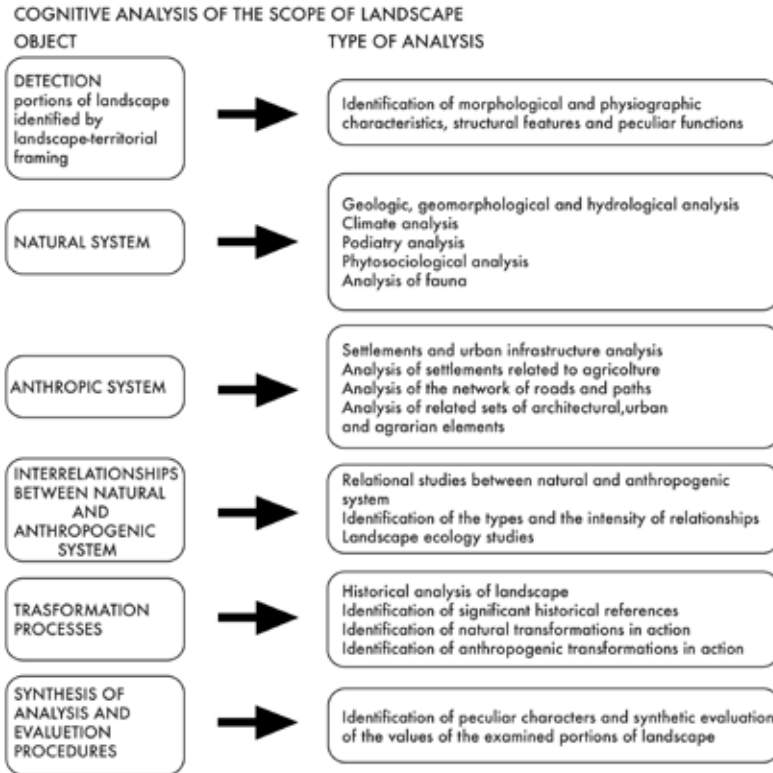 COGNITIVE ANALYSIS OF THE SCOPE OF LANDSCAPE
OBJECT
TYPE OF ANALYSIS
DETECTION
portions of landscape
identified by
landscape-territorial
framing
Identification of morphological and physiographic
characteristics, structural features and peculiar functions
NATURAL SYSTEM
Geologic, geomorphological and hydrological analysis
Climate analysis
Podiatry analysis
Phytosociological analysis
Analysis of fauna
ANTHROPIC SYSTEM
Settlements and urban infrastructure analysis
Analysis of settlements related to agricolture
Analysis of the network of roads and paths
Analysis of related sets of architectural,urban
and agrarian elements
INTERRELATIONSHIPS
BETWEEN NATURAL
AND
ANTHROPOGENIC
SYSTEM
Relational studies between natural and anthropogenic
system
Identification of the types and the intensity of relationships
Landscape ecology studies
TRASFORMATION
PROCESSES
Historical analysis of landscape
Identification of significant historical references
Identification of natural transformations in action
Identification of anthropogenic transformations in action
SYNTHESIS OF
ANALYSIS AND
EVALUETION
PROCEDURES
Identification of peculiar characters and synthetic evaluation
of the values of the examined portions of landscape